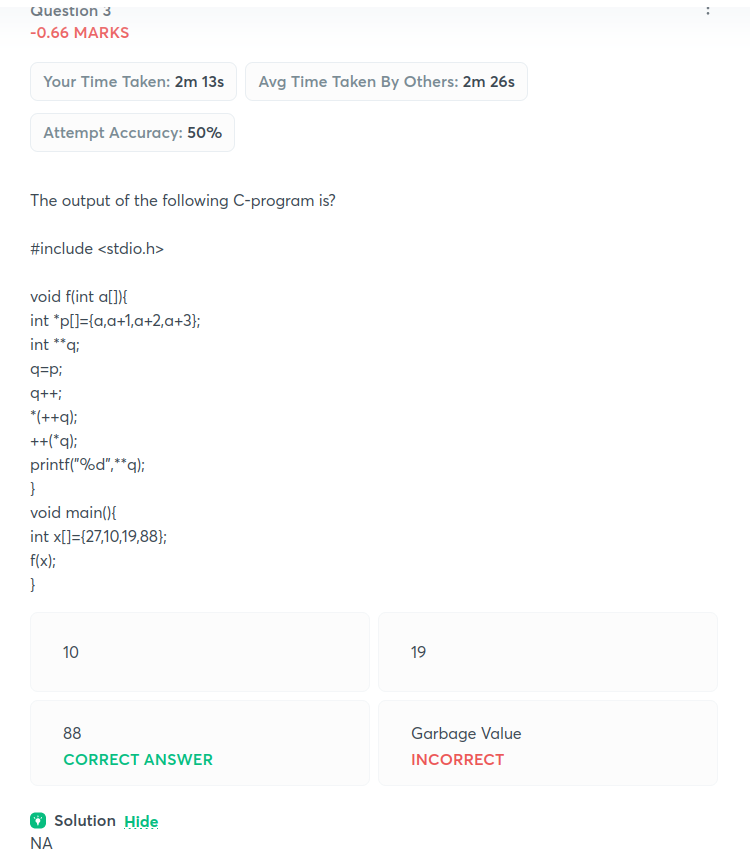 Question 3
-0.66 MARKS
Your Time Taken: 2m 13s
Avg Time Taken By Others: 2m 26s
Attempt Accuracy: 50%
The output of the following C-program is?
#include <stdio.h>
void f(int a[]){
int *p[]={a,a+1,a+2,a+3};
int **q;
q=p;
q++;
*(++q);
++(*q);
printf("%d",**q);
}
void main(){
int x[]={27,10,19,88};
f(x);
}
10
19
88
CORRECT ANSWER
Garbage Value
INCORRECT
Solution Hide
NA